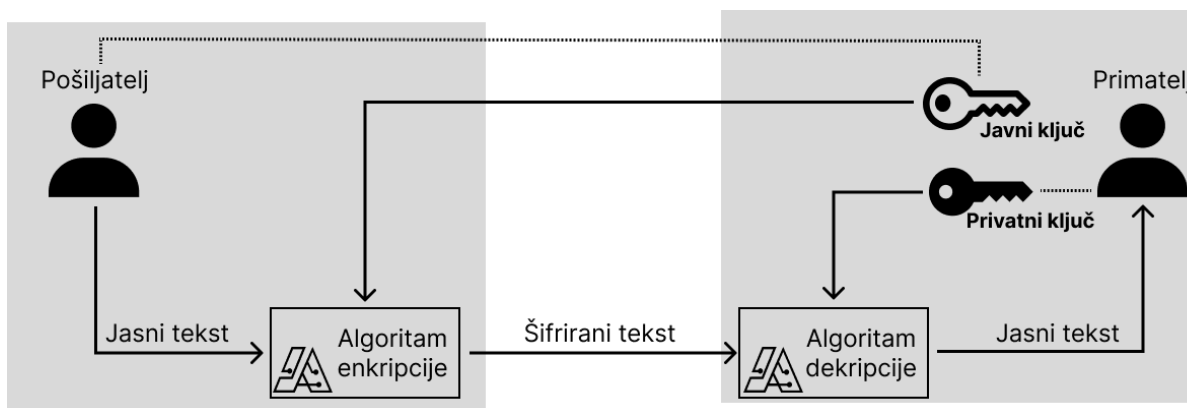 Pošiljatelj
Primatelj
Javni ključ
Privatni ključ
Jasni tekst
Algoritam
enkripcije
Šifrirani tekst
Algoritam
dekripcije
Jasni tekst